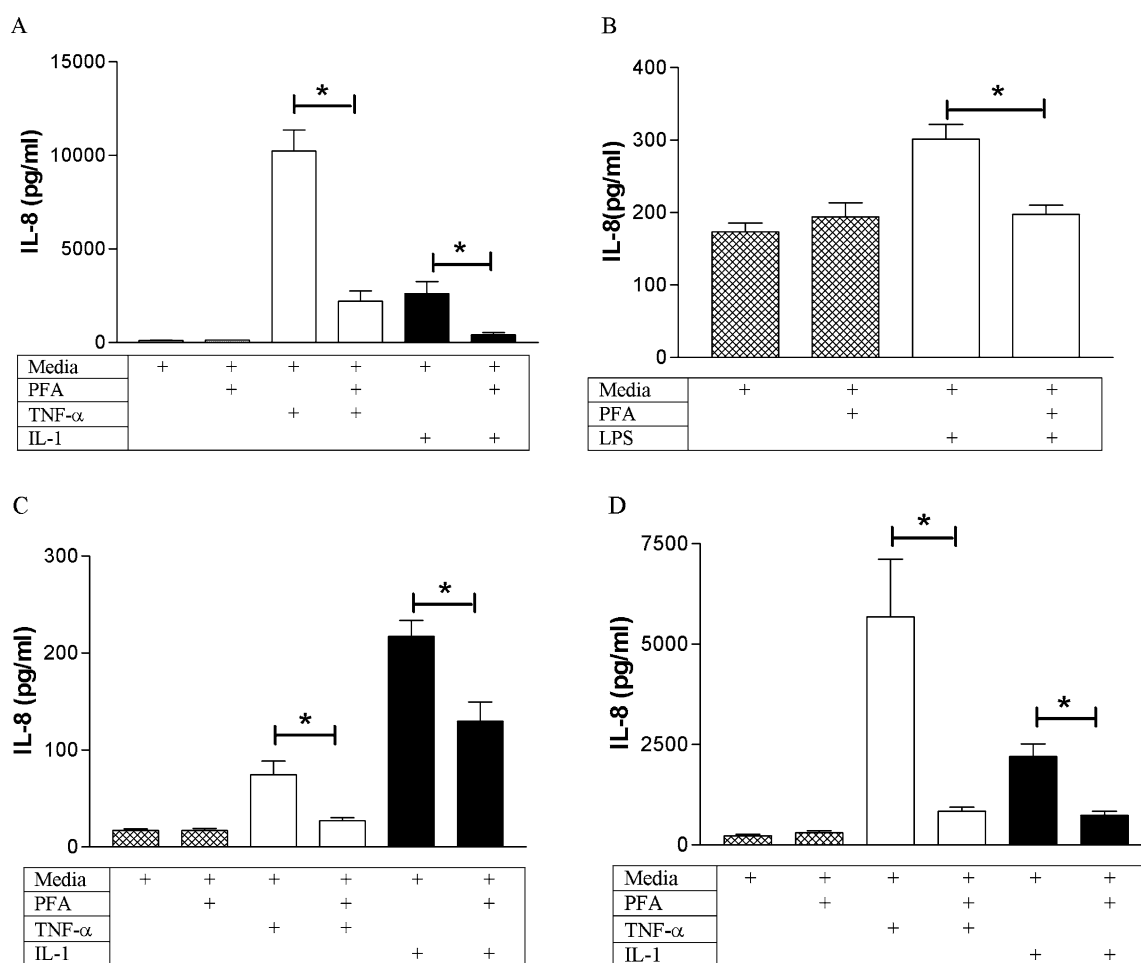 A
IL-8 (pg/ml)
15000
10000
5000
0
*
*
Media + + + + + +
PFA + + +
TNF-α + +
IL-1 + +
B
IL-8(pg/ml)
400
300
200
100
0
*
Media + + + +
PFA + +
LPS + +
C
IL-8 (pg/ml)
300
200
100
0
*
*
Media + + + + + +
PFA + + +
TNF-α + +
IL-1 + +
D
IL-8 (pg/ml)
7500
5000
2500
0
*
*
Media + + + + + +
PFA + + +
TNF-α + +
IL-1 + +